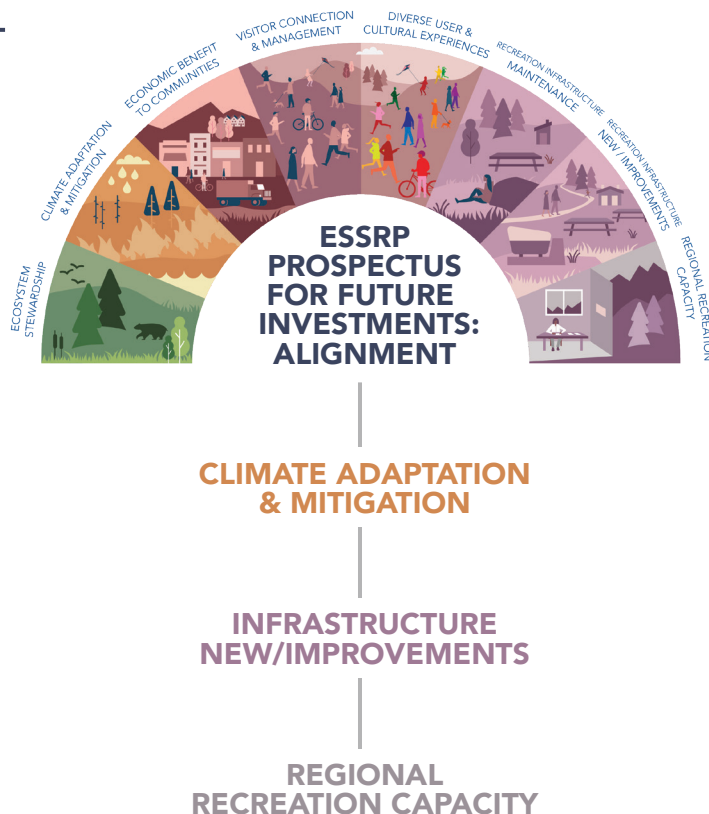 ECOSYSTEM
STEWARDSHIP
CLIMATE ADAPTATION
& MITIGATION
ECONOMIC BENEFIT
TO COMMUNITIES
VISITOR CONNECTION
& MANAGEMENT
DIVERSE USER &
CULTURAL EXPERIENCES
RECREATION INFRASTRUCTURE
MAINTENANCE
RECREATION INFRASTRUCTURE
NEW / IMPROVEMENTS
REGIONAL RECREATION
CAPACITY
ESSRP
PROSPECTUS
FOR FUTURE
INVESTMENTS:
ALIGNMENT
CLIMATE ADAPTATION
& MITIGATION
INFRASTRUCTURE
NEW/IMPROVEMENTS
REGIONAL
RECREATION CAPACITY